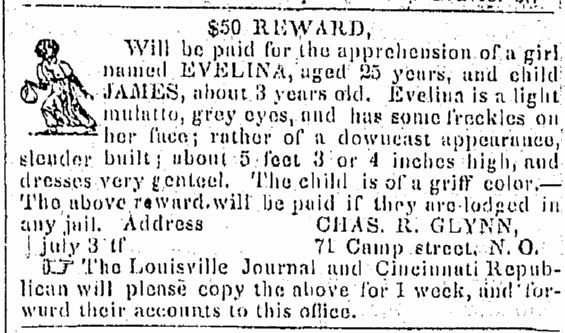 $50 REWARD,
Will be paid for the apprehension of a girl
named EVELINA, aged 25 years, and child
JAMES, about 3 years old. Evelina is a light
mulatto, grey eyes, and has some freckles on
her face; rather of a downcast appearance,
slender built; about 5 feet 3 or 4 inches high, and
dresses very genteel. The child is of a griff color.—
The above reward will be paid if they are lodged in
any jail. Address CHAS. R. GLYNN,
july 3 tf 71 Camp street, N. O.
☞ The Louisville Journal and Cincinnati Repub-
lican will please copy the above for 1 week, and for-
ward their accounts to this office.